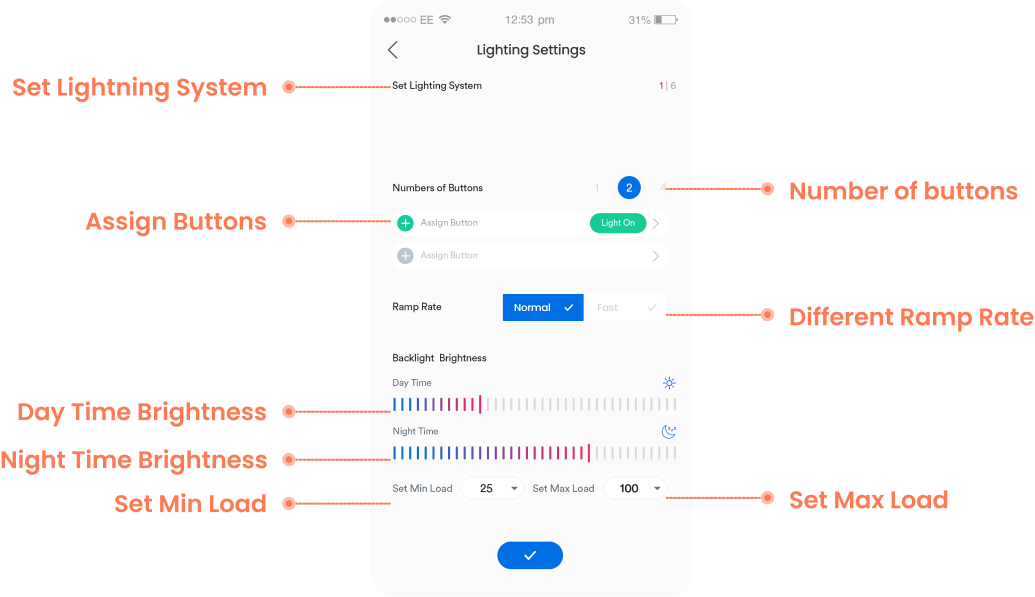 EE 12:53 pm 31%
Lighting Settings
Set Lightning System
Set Lighting System 1 | 6
Numbers of Buttons 1 2 4
Number of buttons
Assign Buttons
Assign Button Light On
Assign Button
Ramp Rate Normal Fast
Different Ramp Rate
Backlight Brightness
Day Time
Day Time Brightness
Night Time
Night Time Brightness
Set Min Load 25 Set Max Load 100
Set Min Load
Set Max Load